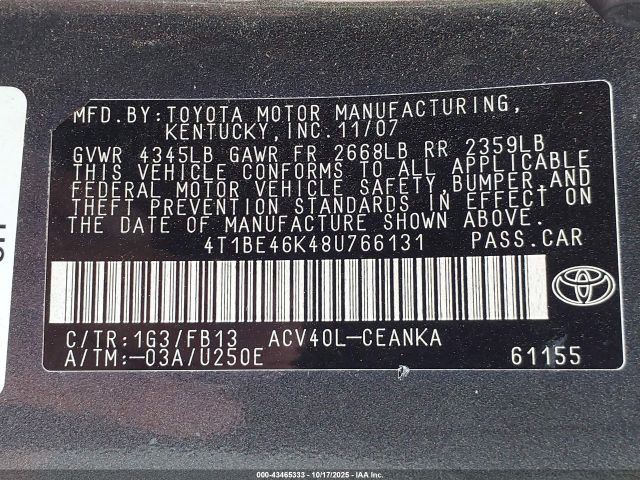 MFD.BY:TOYOTA MOTOR MANUFACTURING,
KENTUCKY,INC.11/07
GVWR 4345LB GAWR FR 2668LB RR 2359LB
THIS VEHICLE CONFORMS TO ALL APPLICABLE
FEDERAL MOTOR VEHICLE SAFETY,BUMPER,AND
THEFT PREVENTION STANDARDS IN EFFECT ON
THE DATE OF MANUFACTURE SHOWN ABOVE.
4T1BE46K48U766131 PASS.CAR
C/TR:1G3/FB13 ACV40L-CEANKA
A/TM:-03A/U250E 61155
000-43465333 - 10/17/2025 - IAA Inc.